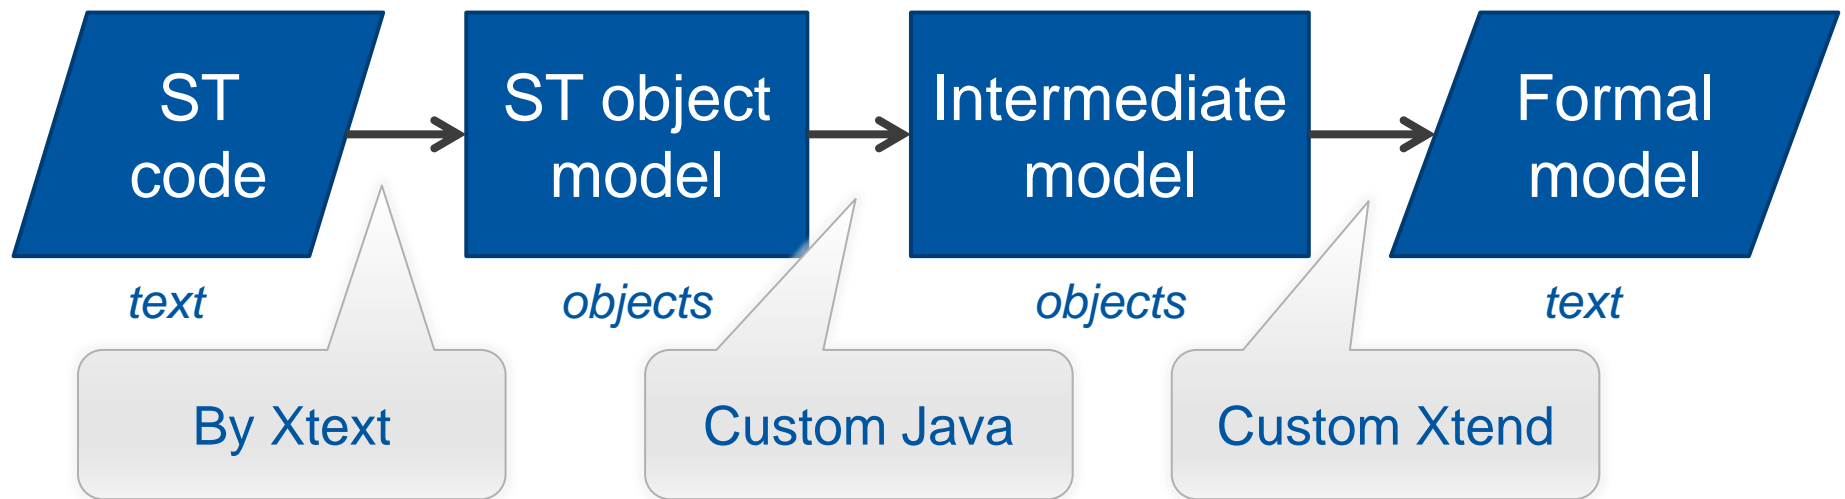 ST
code
ST object
model
Intermediate
model
Formal
model
text
objects
objects
text
By Xtext
Custom Java
Custom Xtend